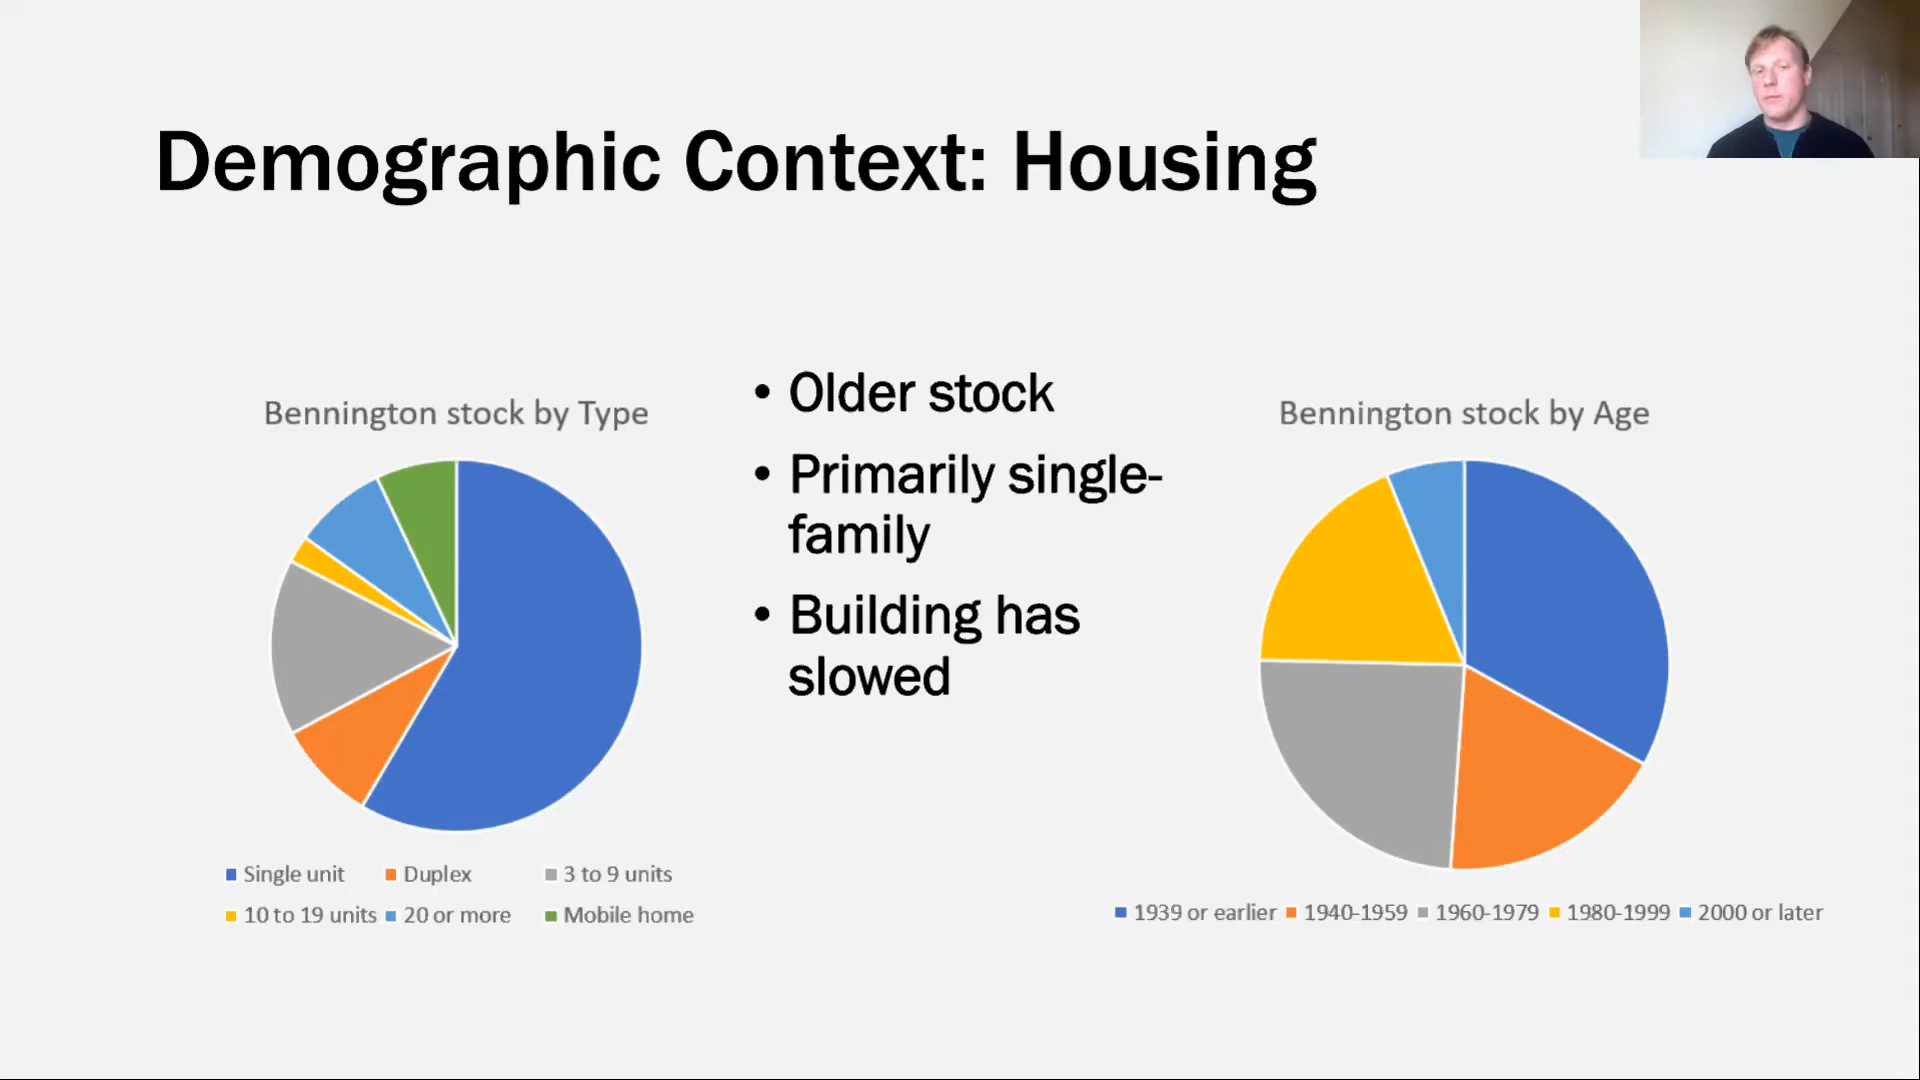 Demographic Context: Housing
Bennington stock by Type
Single unit Duplex 3 to 9 units
10 to 19 units 20 or more Mobile home
• Older stock
• Primarily single-
family
• Building has
slowed
Bennington stock by Age
1939 or earlier 1940-1959 1960-1979 1980-1999 2000 or later